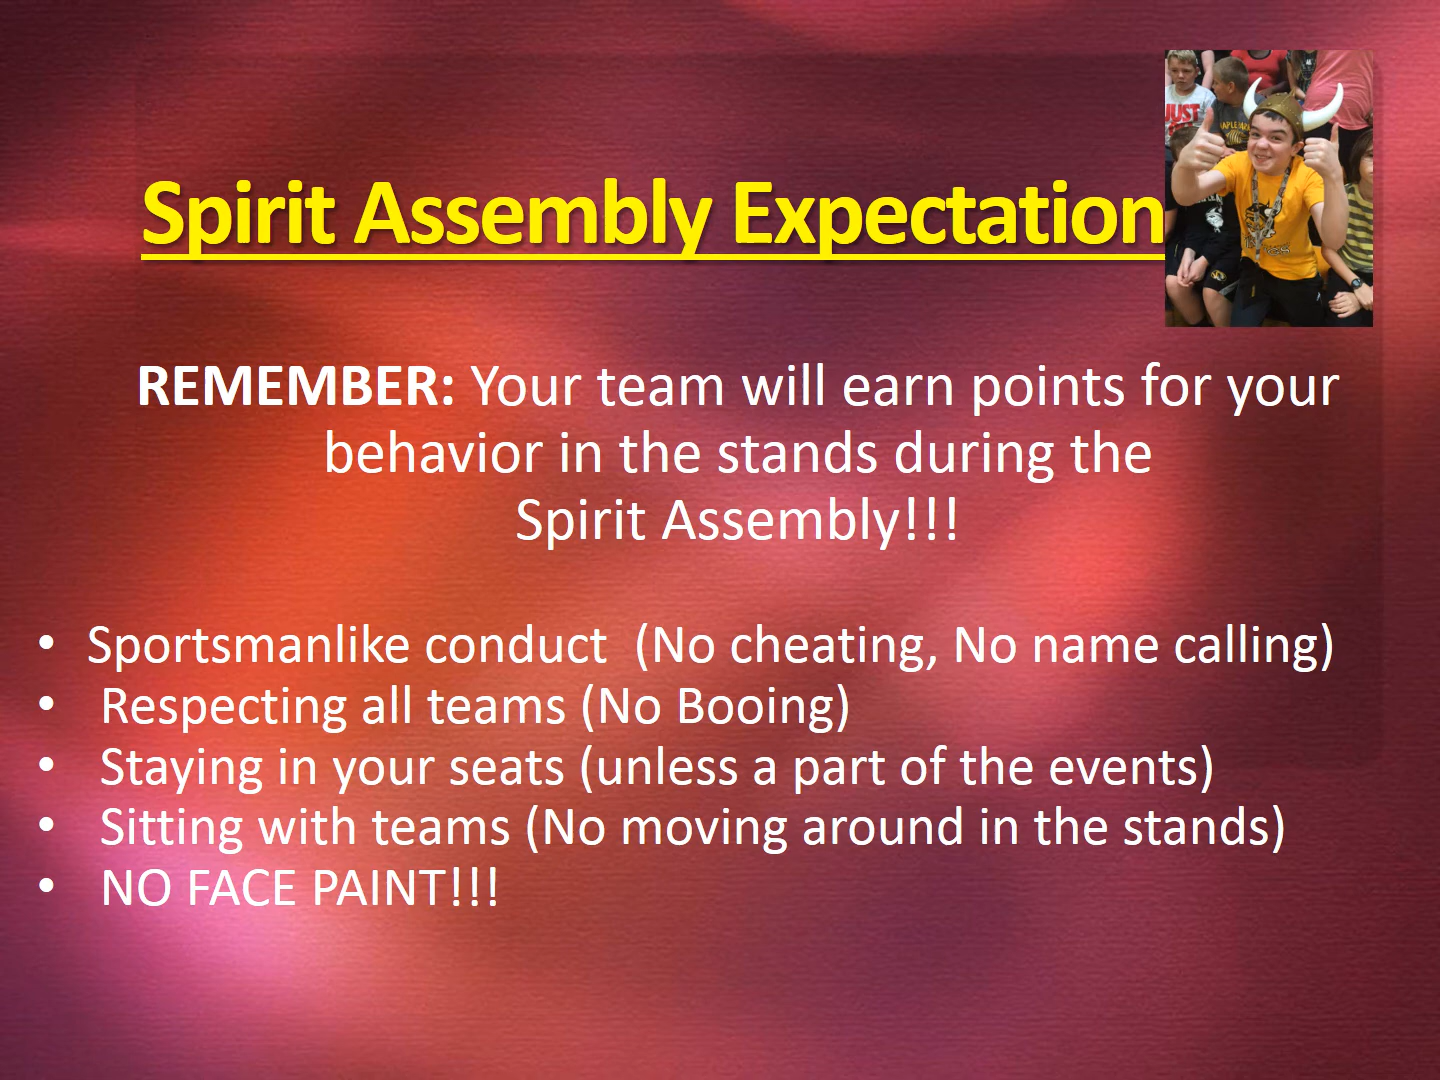 Spirit Assembly Expectation
REMEMBER: Your team will earn points for your
behavior in the stands during the
Spirit Assembly!!!
• Sportsmanlike conduct  (No cheating, No name calling)
• Respecting all teams (No Booing)
• Staying in your seats (unless a part of the events)
• Sitting with teams (No moving around in the stands)
• NO FACE PAINT!!!
JUST